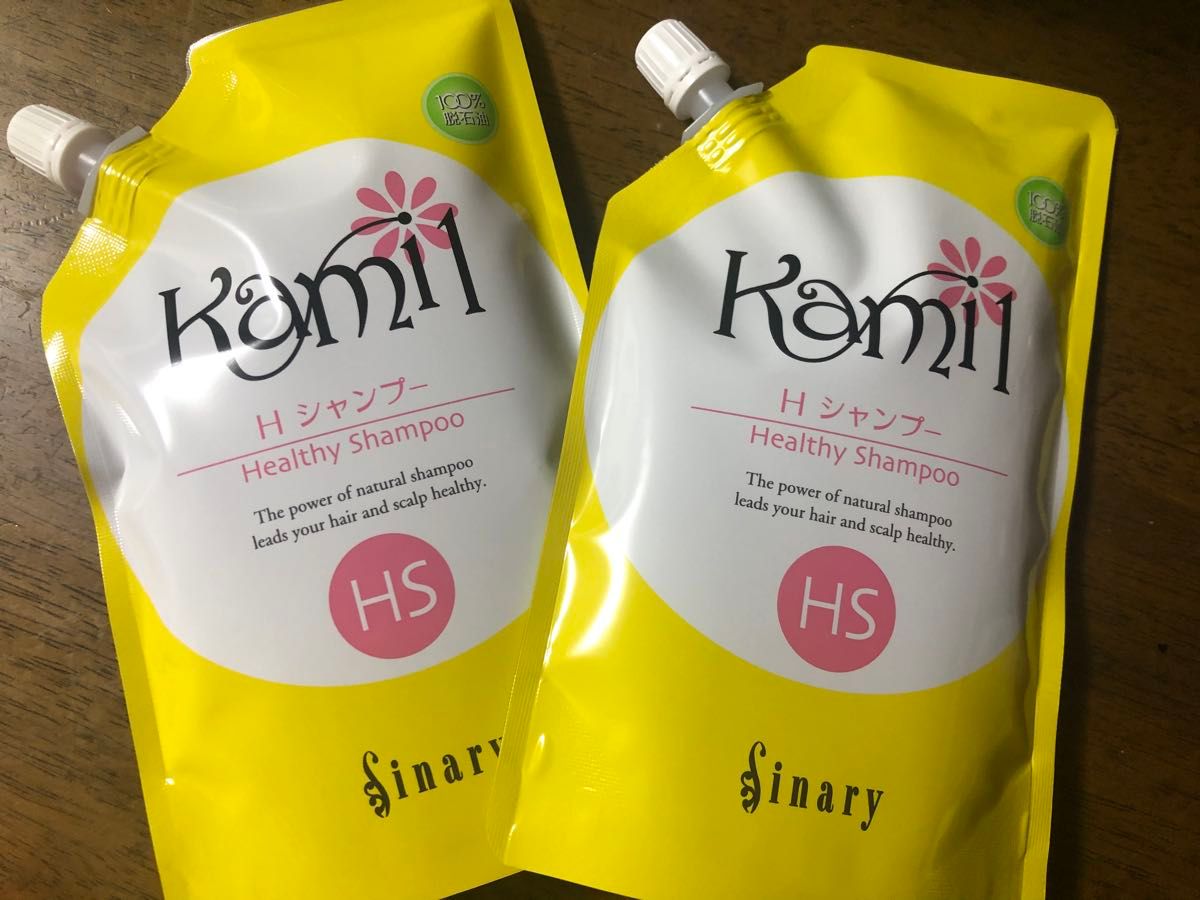 100%
脱石油
Kamil
H シャンプー
Healthy Shampoo
The power of natural shampoo
leads your hair and scalp healthy.
HS
Sinary
100%
脱石油
Kamil
H シャンプー
Healthy Shampoo
The power of natural shampoo
leads your hair and scalp healthy.
HS
Sinary